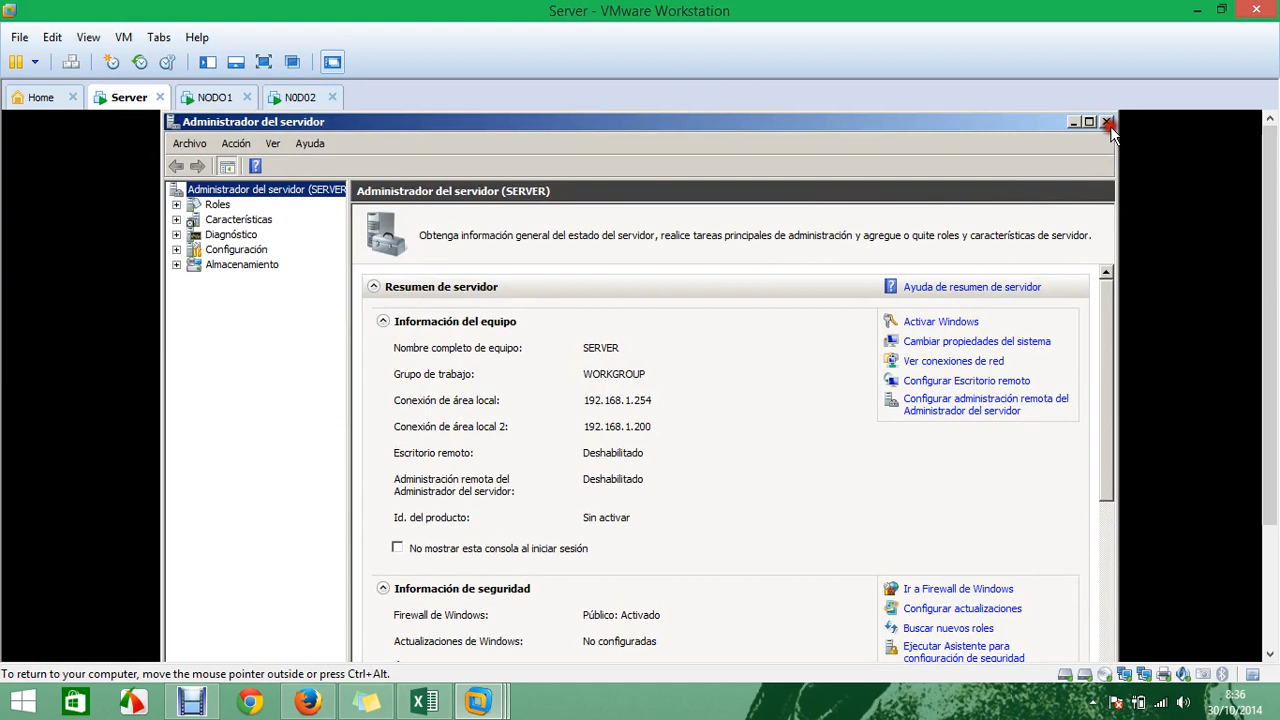 Server - VMware Workstation
File Edit View VM Tabs Help
Home Server NODO1 N0D02
Administrador del servidor
Archivo Acción Ver Ayuda
Administrador del servidor (SERVER
Roles
Características
Diagnóstico
Configuración
Almacenamiento
Administrador del servidor (SERVER)
Obtenga información general del estado del servidor, realice tareas principales de administración y agregue o quite roles y características de servidor.
Resumen de servidor
Ayuda de resumen de servidor
Información del equipo
Nombre completo de equipo: SERVER
Grupo de trabajo: WORKGROUP
Conexión de área local: 192.168.1.254
Conexión de área local 2: 192.168.1.200
Escritorio remoto: Deshabilitado
Administración remota del
Administrador del servidor: Deshabilitado
Id. del producto: Sin activar
No mostrar esta consola al iniciar sesión
Activar Windows
Cambiar propiedades del sistema
Ver conexiones de red
Configurar Escritorio remoto
Configurar administración remota del
Administrador del servidor
Información de seguridad
Firewall de Windows: Público: Activado
Actualizaciones de Windows: No configuradas
Ir a Firewall de Windows
Configurar actualizaciones
Buscar nuevos roles
Ejecutar Asistente para
configuración de seguridad
To return to your computer, move the mouse pointer outside or press Ctrl+Alt.
8:36
30/10/2014